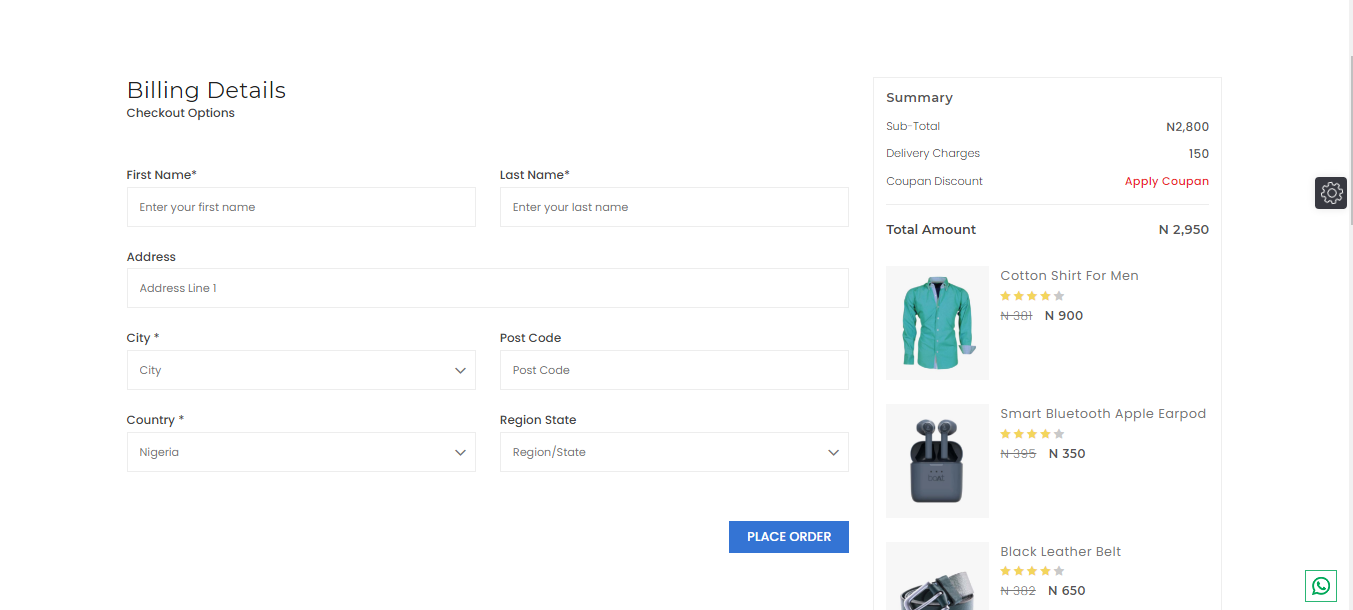 Billing Details
Checkout Options
First Name*
Last Name*
Enter your first name
Enter your last name
Address
Address Line 1
City *
Post Code
City
Post Code
Country *
Region State
Nigeria
Region/State
PLACE ORDER
Summary
Sub-Total N2,800
Delivery Charges 150
Coupan Discount Apply Coupan
Total Amount N 2,950
Cotton Shirt For Men
N 381 N 900
Smart Bluetooth Apple Earpod
N 395 N 350
boat
Black Leather Belt
N 382 N 650